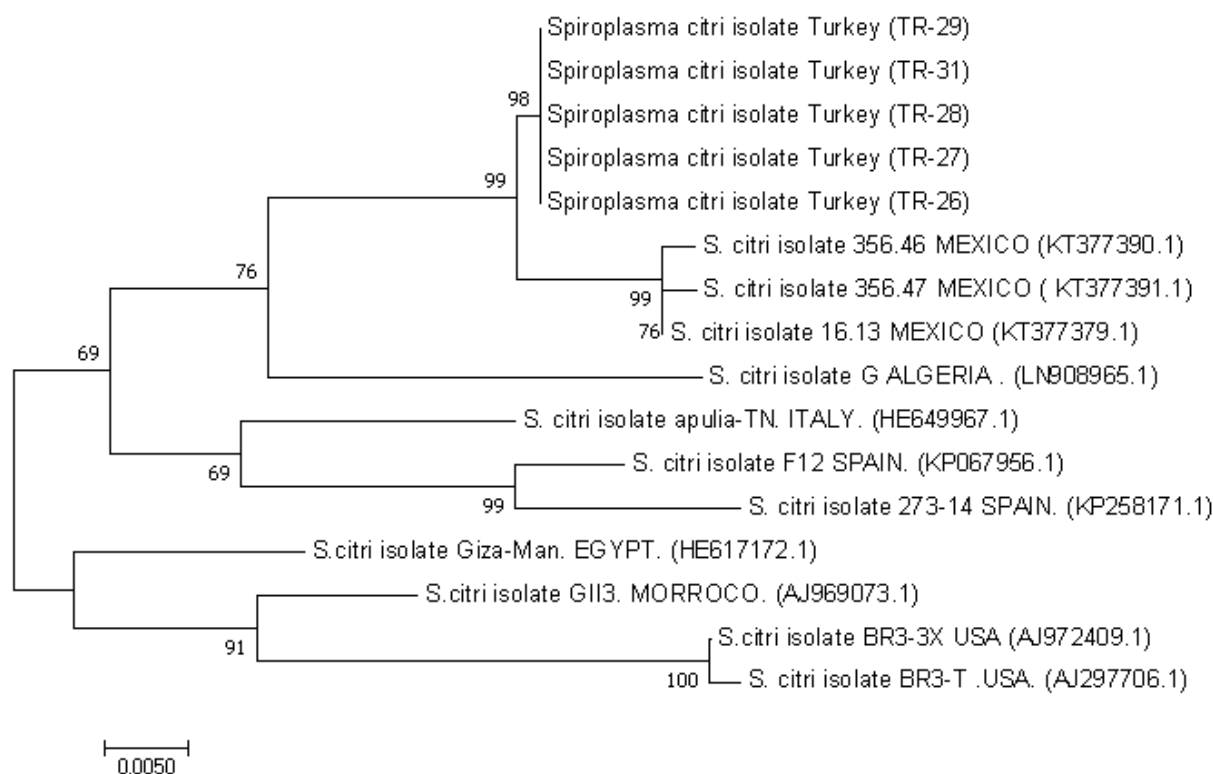 Spiroplasma citri isolate Turkey (TR-29)
Spiroplasma citri isolate Turkey (TR-31)
98
Spiroplasma citri isolate Turkey (TR-28)
Spiroplasma citri isolate Turkey (TR-27)
99
Spiroplasma citri isolate Turkey (TR-26)
S. citri isolate 356.46 MEXICO (KT377390.1)
76
S. citri isolate 356.47 MEXICO ( KT377391.1)
99
76 S. citri isolate 16.13 MEXICO (KT377379.1)
69
S. citri isolate G ALGERIA . (LN908965.1)
S. citri isolate apulia-TN. ITALY. (HE649967.1)
S. citri isolate F12 SPAIN. (KP067956.1)
69
99
S. citri isolate 273-14 SPAIN. (KP258171.1)
S.citri isolate Giza-Man. EGYPT. (HE617172.1)
S.citri isolate GII3. MORROCO. (AJ969073.1)
S.citri isolate BR3-3X USA (AJ972409.1)
91
100
S. citri isolate BR3-T .USA. (AJ297706.1)
0.0050